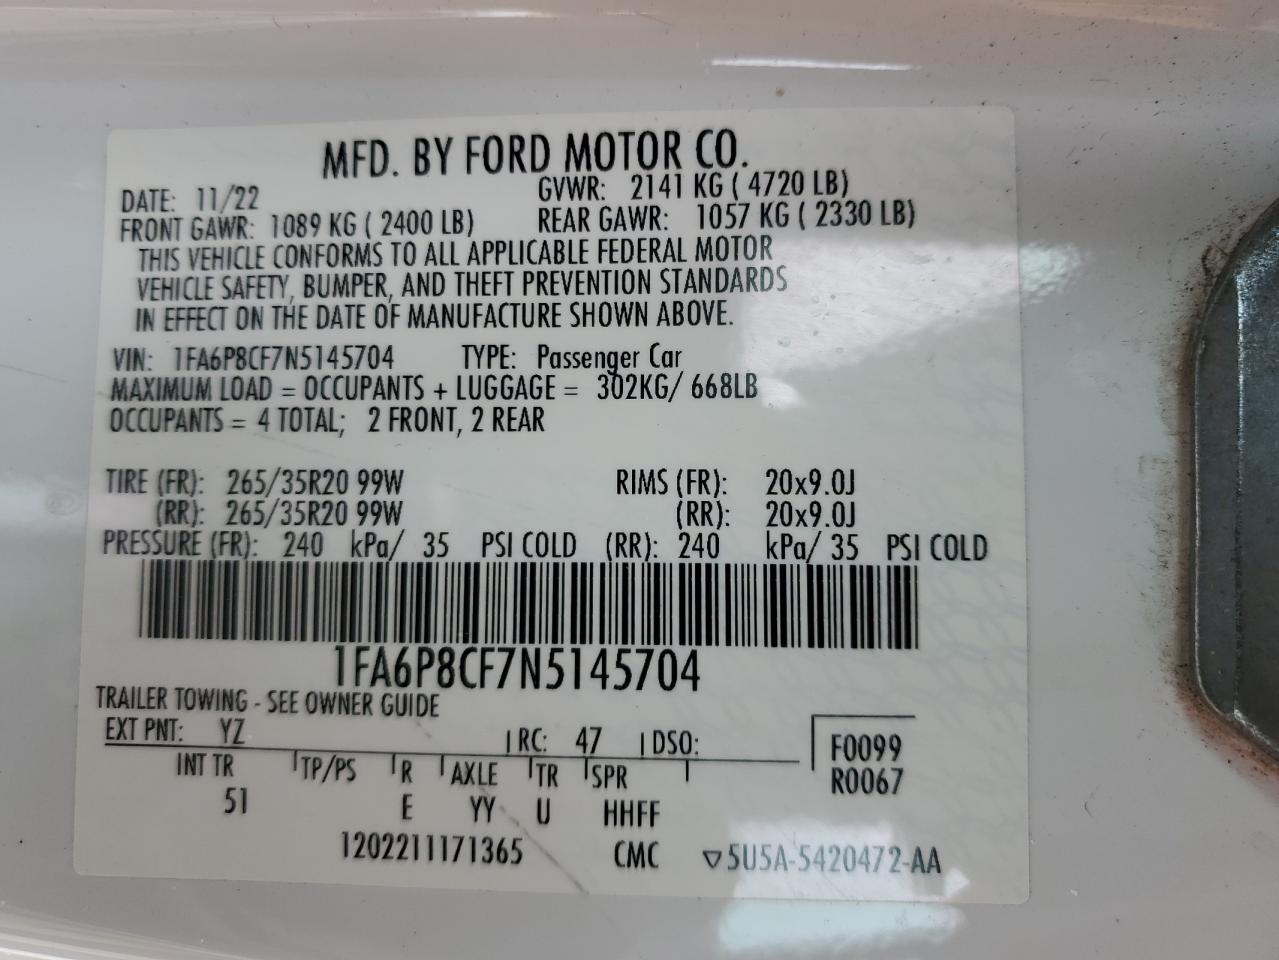 MFD. BY FORD MOTOR CO.
DATE: 11/22 GVWR: 2141 KG ( 4720 LB)
FRONT GAWR: 1089 KG ( 2400 LB) REAR GAWR: 1057 KG ( 2330 LB)
THIS VEHICLE CONFORMS TO ALL APPLICABLE FEDERAL MOTOR
VEHICLE SAFETY, BUMPER, AND THEFT PREVENTION STANDARDS
IN EFFECT ON THE DATE OF MANUFACTURE SHOWN ABOVE.
VIN: 1FA6P8CF7N5145704 TYPE: Passenger Car
MAXIMUM LOAD = OCCUPANTS + LUGGAGE = 302KG/ 668LB
OCCUPANTS = 4 TOTAL; 2 FRONT, 2 REAR
TIRE (FR): 265/35R20 99W RIMS (FR): 20x9.0J
(RR): 265/35R20 99W (RR): 20x9.0J
PRESSURE (FR): 240 kPa/ 35 PSI COLD (RR): 240 kPa/ 35 PSI COLD
1FA6P8CF7N5145704
TRAILER TOWING - SEE OWNER GUIDE
EXT PNT: YZ RC: 47 DSO: F0099
INT TR TP/PS R AXLE TR SPR R0067
51 E YY U HHFF
1202211171365 CMC ▽5U5A-5420472-AA